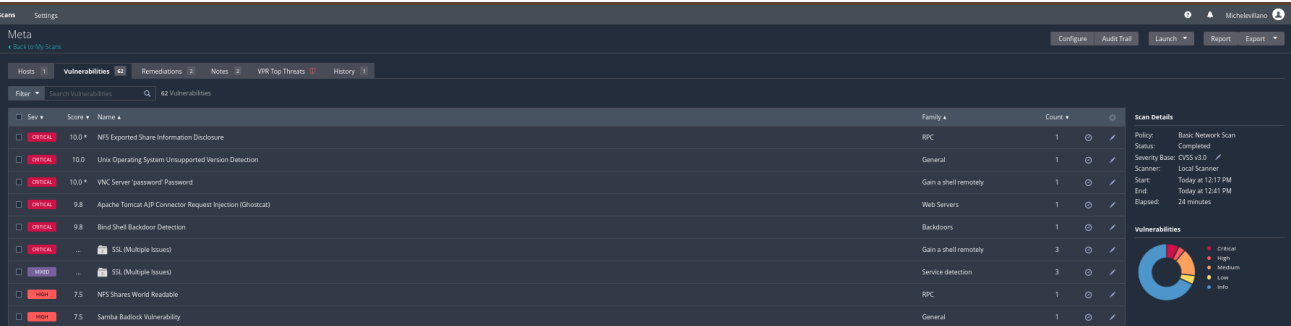 Scans Settings Michelevillano
Meta
Back to My Scans
Configure Audit Trail Launch Report Export
Hosts 1 Vulnerabilities 62 Remediations 2 Notes 2 VPR Top Threats History 1
Filter Search Vulnerabilities 62 Vulnerabilities
Sev Score Name Family Count
CRITICAL 10.0 * NFS Exported Share Information Disclosure RPC 1
CRITICAL 10.0 Unix Operating System Unsupported Version Detection General 1
CRITICAL 10.0 * VNC Server 'password' Password Gain a shell remotely 1
CRITICAL 9.8 Apache Tomcat AJP Connector Request Injection (Ghostcat) Web Servers 1
CRITICAL 9.8 Bind Shell Backdoor Detection Backdoors 1
CRITICAL ... SSL (Multiple Issues) Gain a shell remotely 3
MIXED ... SSL (Multiple Issues) Service detection 3
HIGH 7.5 NFS Shares World Readable RPC 1
HIGH 7.5 Samba Badlock Vulnerability General 1
Scan Details
Policy: Basic Network Scan
Status: Completed
Severity Base: CVSS v3.0
Scanner: Local Scanner
Start: Today at 12:17 PM
End: Today at 12:41 PM
Elapsed: 24 minutes
Vulnerabilities
Critical
High
Medium
Low
Info